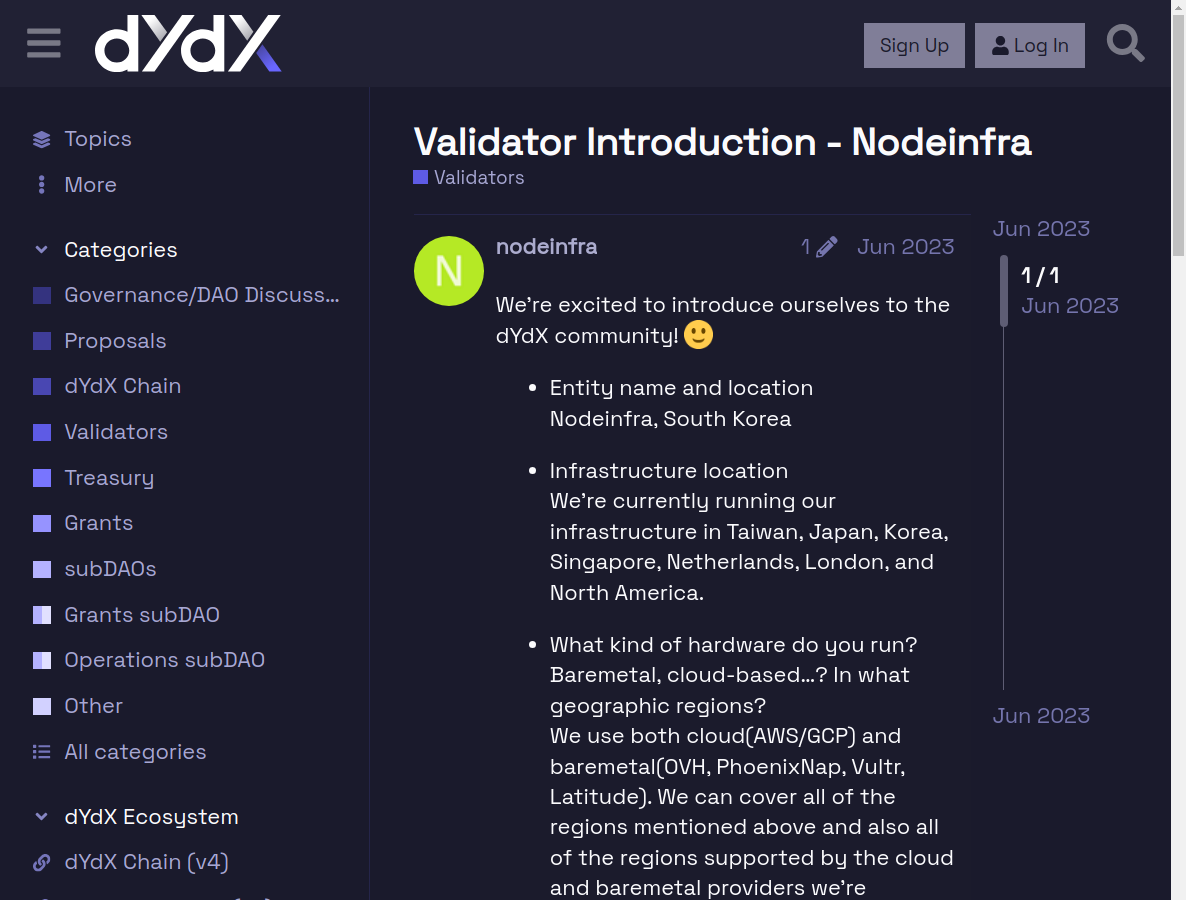 dYdX
Sign Up
Log In
Topics
More
Categories
Governance/DAO Discuss...
Proposals
dYdX Chain
Validators
Treasury
Grants
subDAOs
Grants subDAO
Operations subDAO
Other
All categories
dYdX Ecosystem
dYdX Chain (v4)
Validator Introduction - Nodeinfra
Validators
N
nodeinfra
1
Jun 2023
We're excited to introduce ourselves to the
dYdX community!
• Entity name and location
Nodeinfra, South Korea
• Infrastructure location
We're currently running our
infrastructure in Taiwan, Japan, Korea,
Singapore, Netherlands, London, and
North America.
• What kind of hardware do you run?
Baremetal, cloud-based…? In what
geographic regions?
We use both cloud(AWS/GCP) and
baremetal(OVH, PhoenixNap, Vultr,
Latitude). We can cover all of the
regions mentioned above and also all
of the regions supported by the cloud
and baremetal providers we're
Jun 2023
1 / 1
Jun 2023
Jun 2023